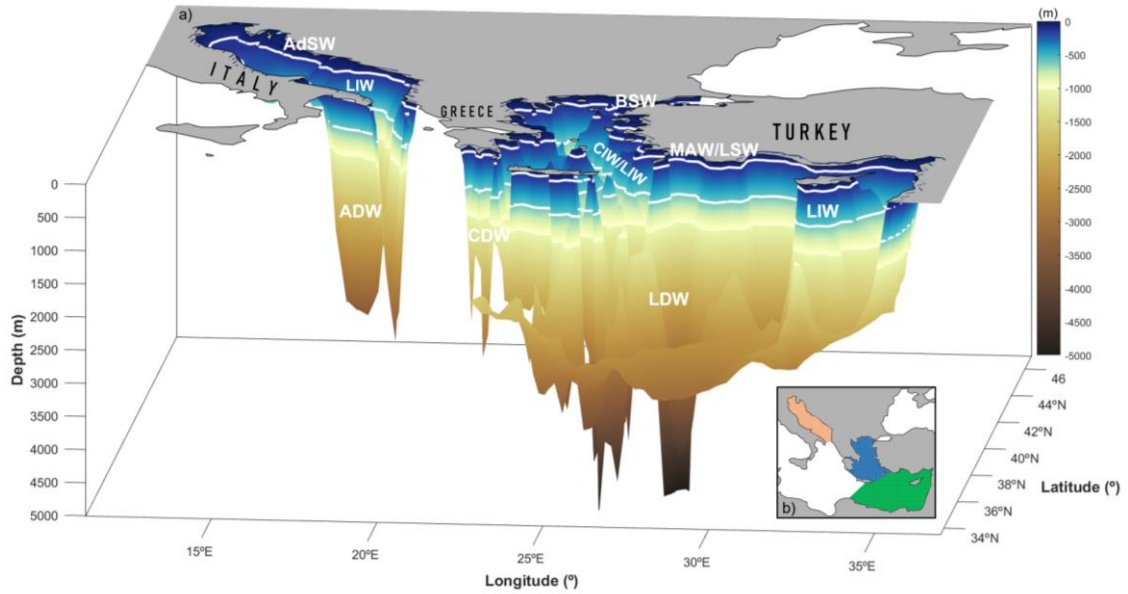 a)
(m)
0
-500
-1000
-1500
-2000
-2500
-3000
-3500
-4000
-4500
-5000
AdSW
ITALY
LIW
GREECE
BSW
TURKEY
MAW/LSW
CIW/LIW
LIW
ADW
CDW
LDW
0
500
1000
1500
2000
2500
3000
3500
4000
4500
5000
Depth (m)
15ºE
20ºE
25ºE
30ºE
35ºE
Longitude (º)
46
44ºN
42ºN
40ºN
38ºN
36ºN
34ºN
Latitude (º)
b)